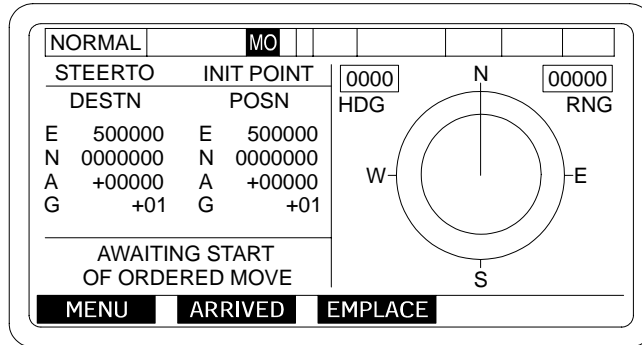 NORMAL MO
STEERTO INIT POINT
DESTN POSN
E 500000 E 500000
N 0000000 N 0000000
A +00000 A +00000
G +01 G +01
AWAITING START
OF ORDERED MOVE
0000
HDG
N
00000
RNG
W
E
S
MENU ARRIVED EMPLACE